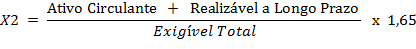 X2 = Ativo Circulante + Realizável a Longo Prazo
Exigível Total
x 1,65